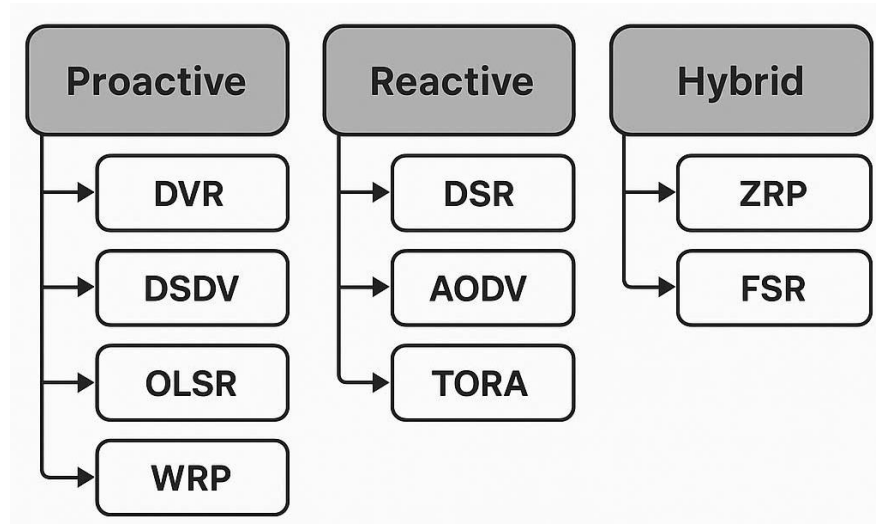 Proactive
DVR
DSDV
OLSR
WRP
Reactive
DSR
AODV
TORA
Hybrid
ZRP
FSR